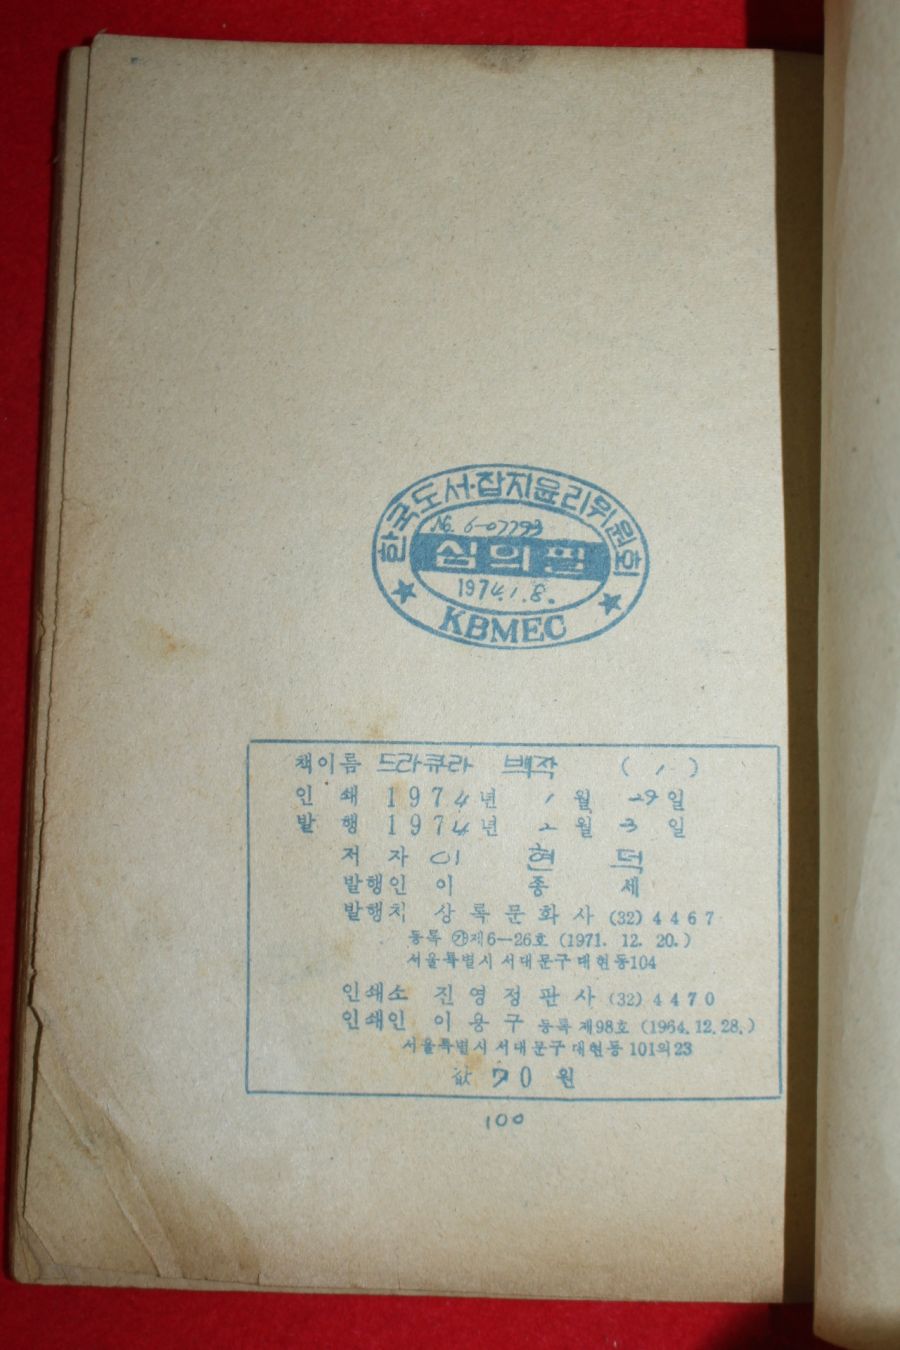 한국도서·잡지윤리위원회
№ 6-07793
심의필
1974.1.8.
KBMEC
책이름 드라큐라 백작 (1)
인쇄 1974년 1월 29일
발행 1974년 2월 3일
저자 이현덕
발행인 이종세
발행처 상록문화사 (32) 4467
등록 ㉮제6—26호 (1971. 12. 20.)
서울특별시 서대문구 대현동104
인쇄소 진영정판사 (32) 4470
인쇄인 이용구 등록 제98호 (1964. 12. 28.)
서울특별시 서대문구 대현동 101의23
값 70원
100